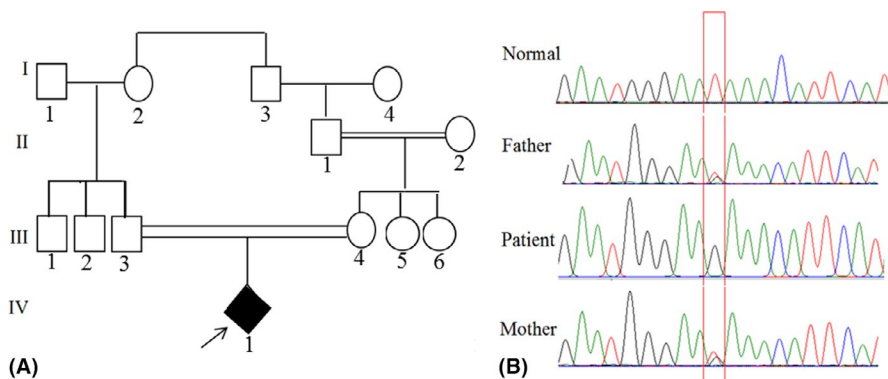 I
1
2
3
4
II
1
2
III
1
2
3
4
5
6
IV
1
(A)
Normal
Father
Patient
Mother
(B)